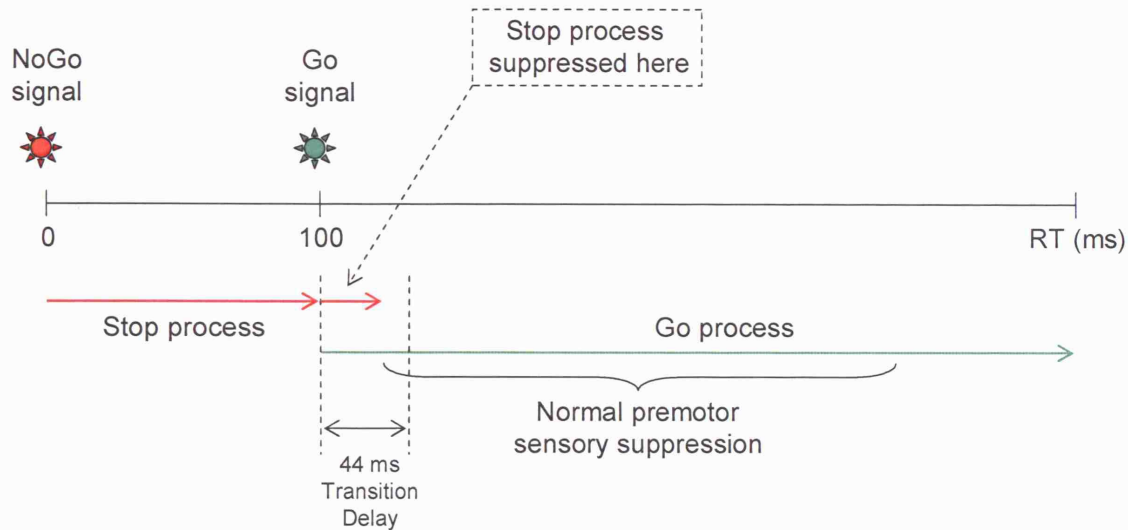 Stop process
suppressed here
NoGo
signal
Go
signal
0
100
RT (ms)
Stop process
Go process
Normal premotor
sensory suppression
44 ms
Transition
Delay